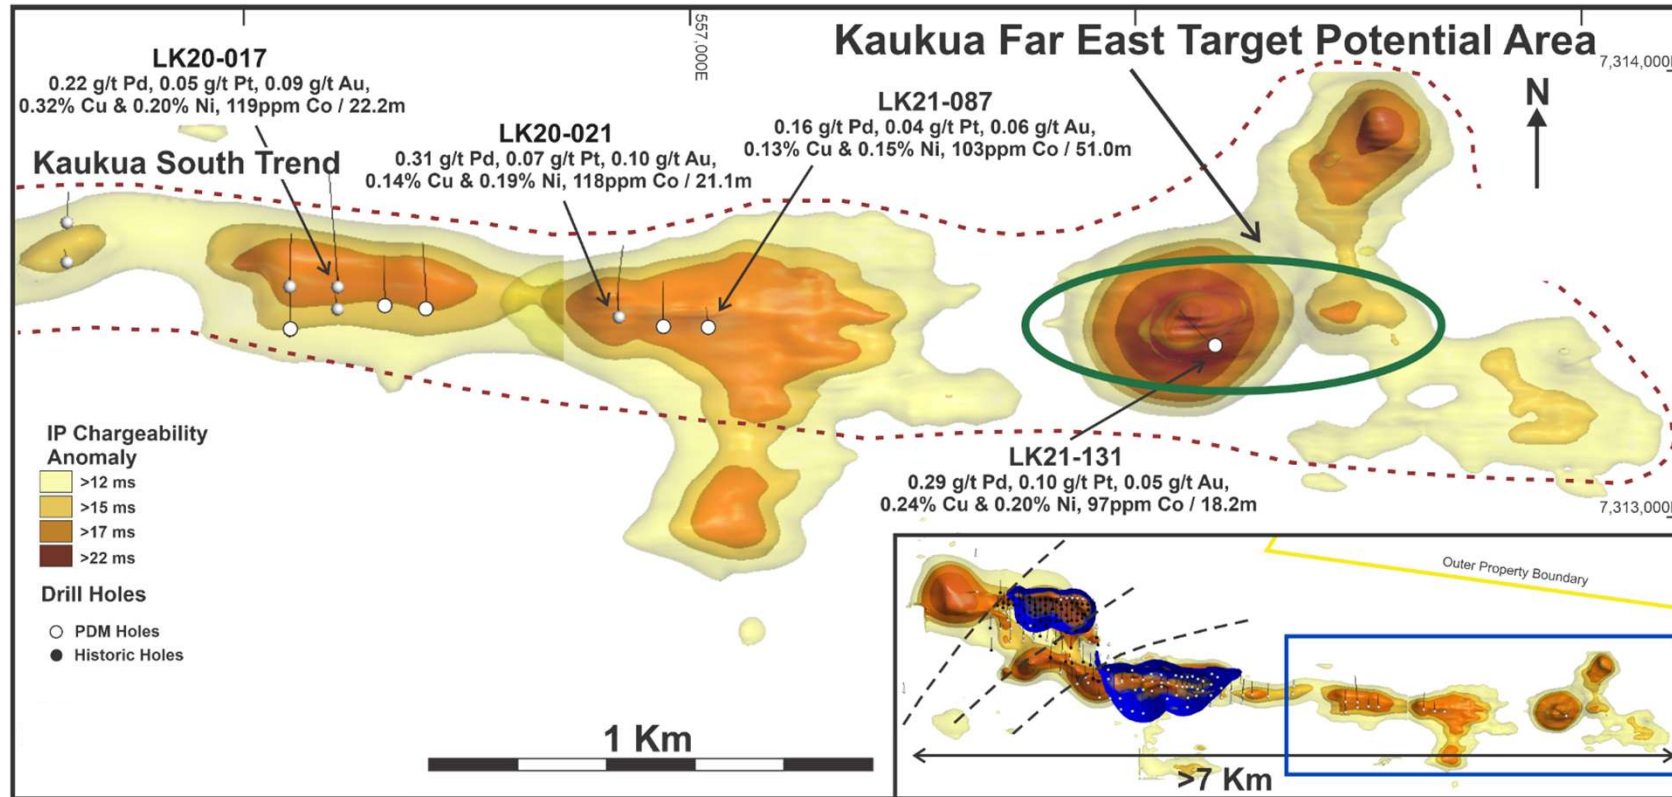 Kaukua Far East Target Potential Area
557,000E
7,314,000
N
LK20-017
0.22 g/t Pd, 0.05 g/t Pt, 0.09 g/t Au,
0.32% Cu & 0.20% Ni, 119ppm Co / 22.2m
Kaukua South Trend
LK20-021
0.31 g/t Pd, 0.07 g/t Pt, 0.10 g/t Au,
0.14% Cu & 0.19% Ni, 118ppm Co / 21.1m
LK21-087
0.16 g/t Pd, 0.04 g/t Pt, 0.06 g/t Au,
0.13% Cu & 0.15% Ni, 103ppm Co / 51.0m
LK21-131
0.29 g/t Pd, 0.10 g/t Pt, 0.05 g/t Au,
0.24% Cu & 0.20% Ni, 97ppm Co / 18.2m
7,313,000
IP Chargeability
Anomaly
>12 ms
>15 ms
>17 ms
>22 ms
Drill Holes
PDM Holes
Historic Holes
1 Km
Outer Property Boundary
>7 Km